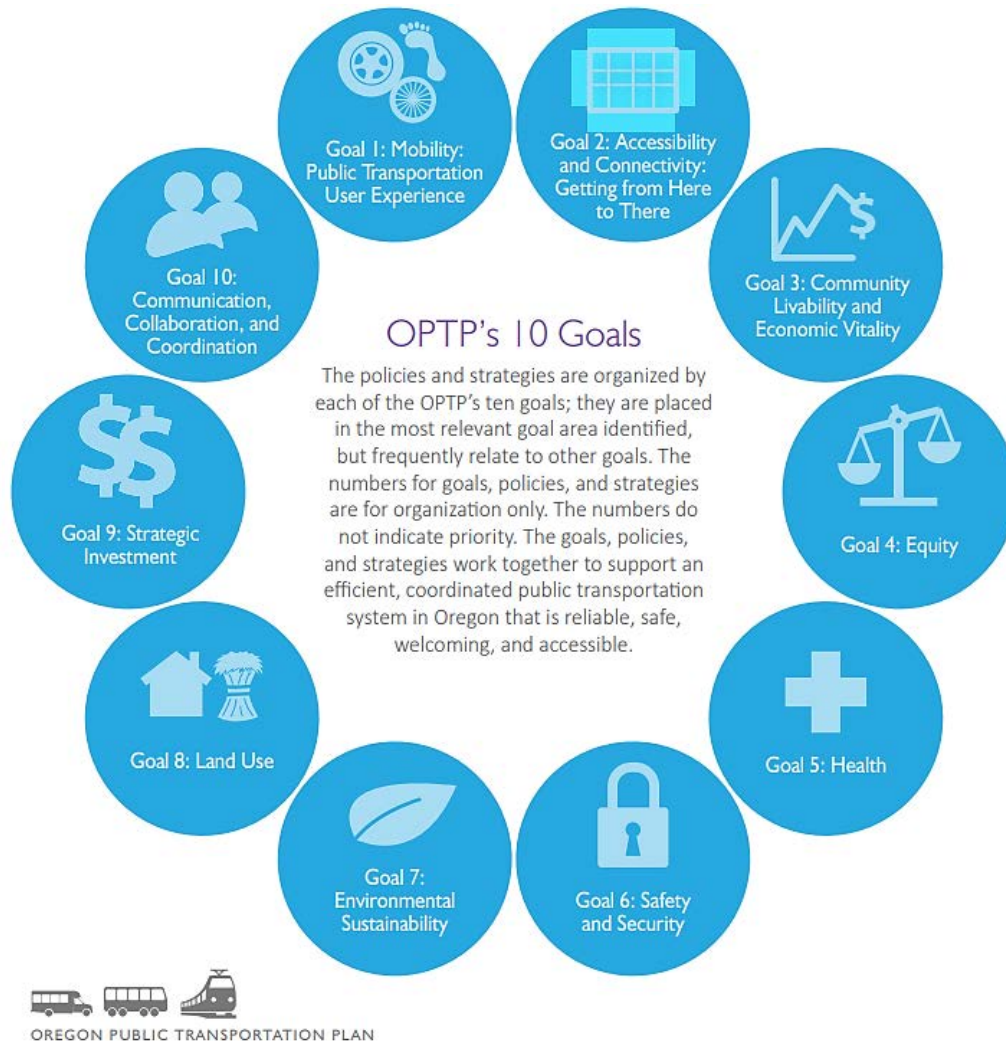 Goal 1: Mobility:
Public Transportation
User Experience
Goal 2: Accessibility
and Connectivity:
Getting from Here
to There
Goal 3: Community
Livability and
Economic Vitality
Goal 4: Equity
Goal 5: Health
Goal 6: Safety
and Security
Goal 7:
Environmental
Sustainability
Goal 8: Land Use
Goal 9: Strategic
Investment
Goal 10:
Communication,
Collaboration, and
Coordination
OPTP's 10 Goals
The policies and strategies are organized by
each of the OPTP's ten goals; they are placed
in the most relevant goal area identified,
but frequently relate to other goals. The
numbers for goals, policies, and strategies
are for organization only. The numbers do
not indicate priority. The goals, policies,
and strategies work together to support an
efficient, coordinated public transportation
system in Oregon that is reliable, safe,
welcoming, and accessible.
OREGON PUBLIC TRANSPORTATION PLAN